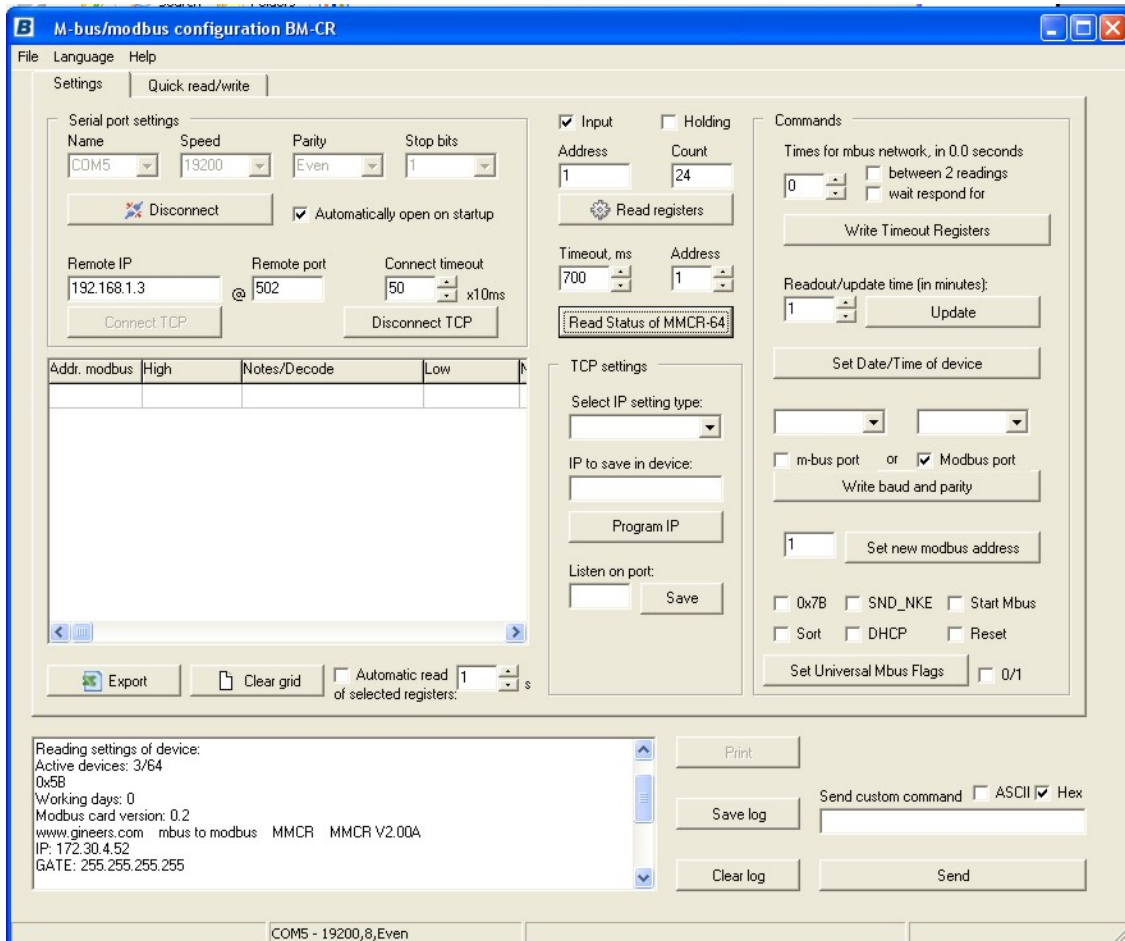 M-bus/modbus configuration BM-CR
File Language Help
Settings Quick read/write
Serial port settings
Name Speed Parity Stop bits
COM5 19200 Even 1
Disconnect
Automatically open on startup
Remote IP Remote port Connect timeout
192.168.1.3 @ 502 50 x10ms
Connect TCP Disconnect TCP
Input Holding
Address Count
1 24
Read registers
Timeout, ms Address
700 1
Read Status of MMCR-64
Addr. modbus High Notes/Decode Low
Export Clear grid
Automatic read 1 s
of selected registers:
TCP settings
Select IP setting type:
IP to save in device:
Program IP
Listen on port:
Save
Commands
Times for mbus network, in 0.0 seconds
0 between 2 readings
wait respond for
Write Timeout Registers
Readout/update time (in minutes):
1 Update
Set Date/Time of device
m-bus port or Modbus port
Write baud and parity
1 Set new modbus address
0x7B SND_NKE Start Mbus
Sort DHCP Reset
Set Universal Mbus Flags 0/1
Reading settings of device:
Active devices: 3/64
0x5B
Working days: 0
Modbus card version: 0.2
www.gineers.com mbus to modbus MMCR MMCR V2.00A
IP: 172.30.4.52
GATE: 255.255.255.255
Print
Save log
Clear log
Send custom command ASCII Hex
Send
COM5 - 19200,8,Even